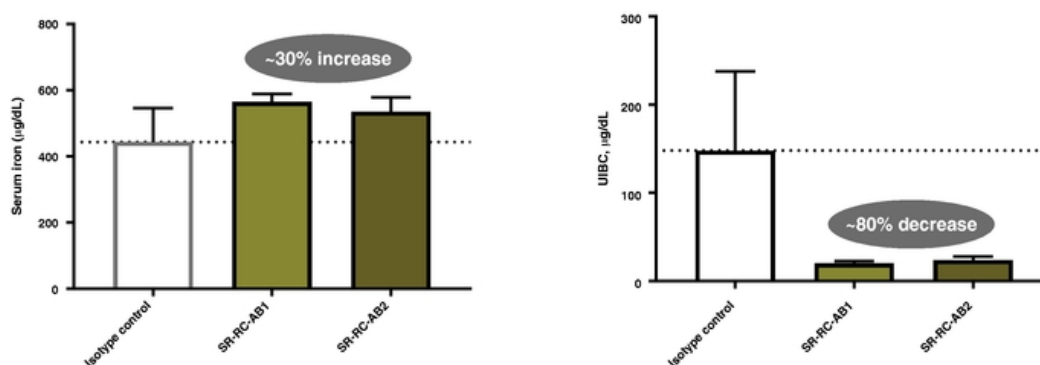 800
600
400
200
0
Serum iron (µg/dL)
~30% increase
Isotype control
SR-RC-AB1
SR-RC-AB2
300
200
100
0
UIBC, µg/dL
~80% decrease
Isotype control
SR-RC-AB1
SR-RC-AB2